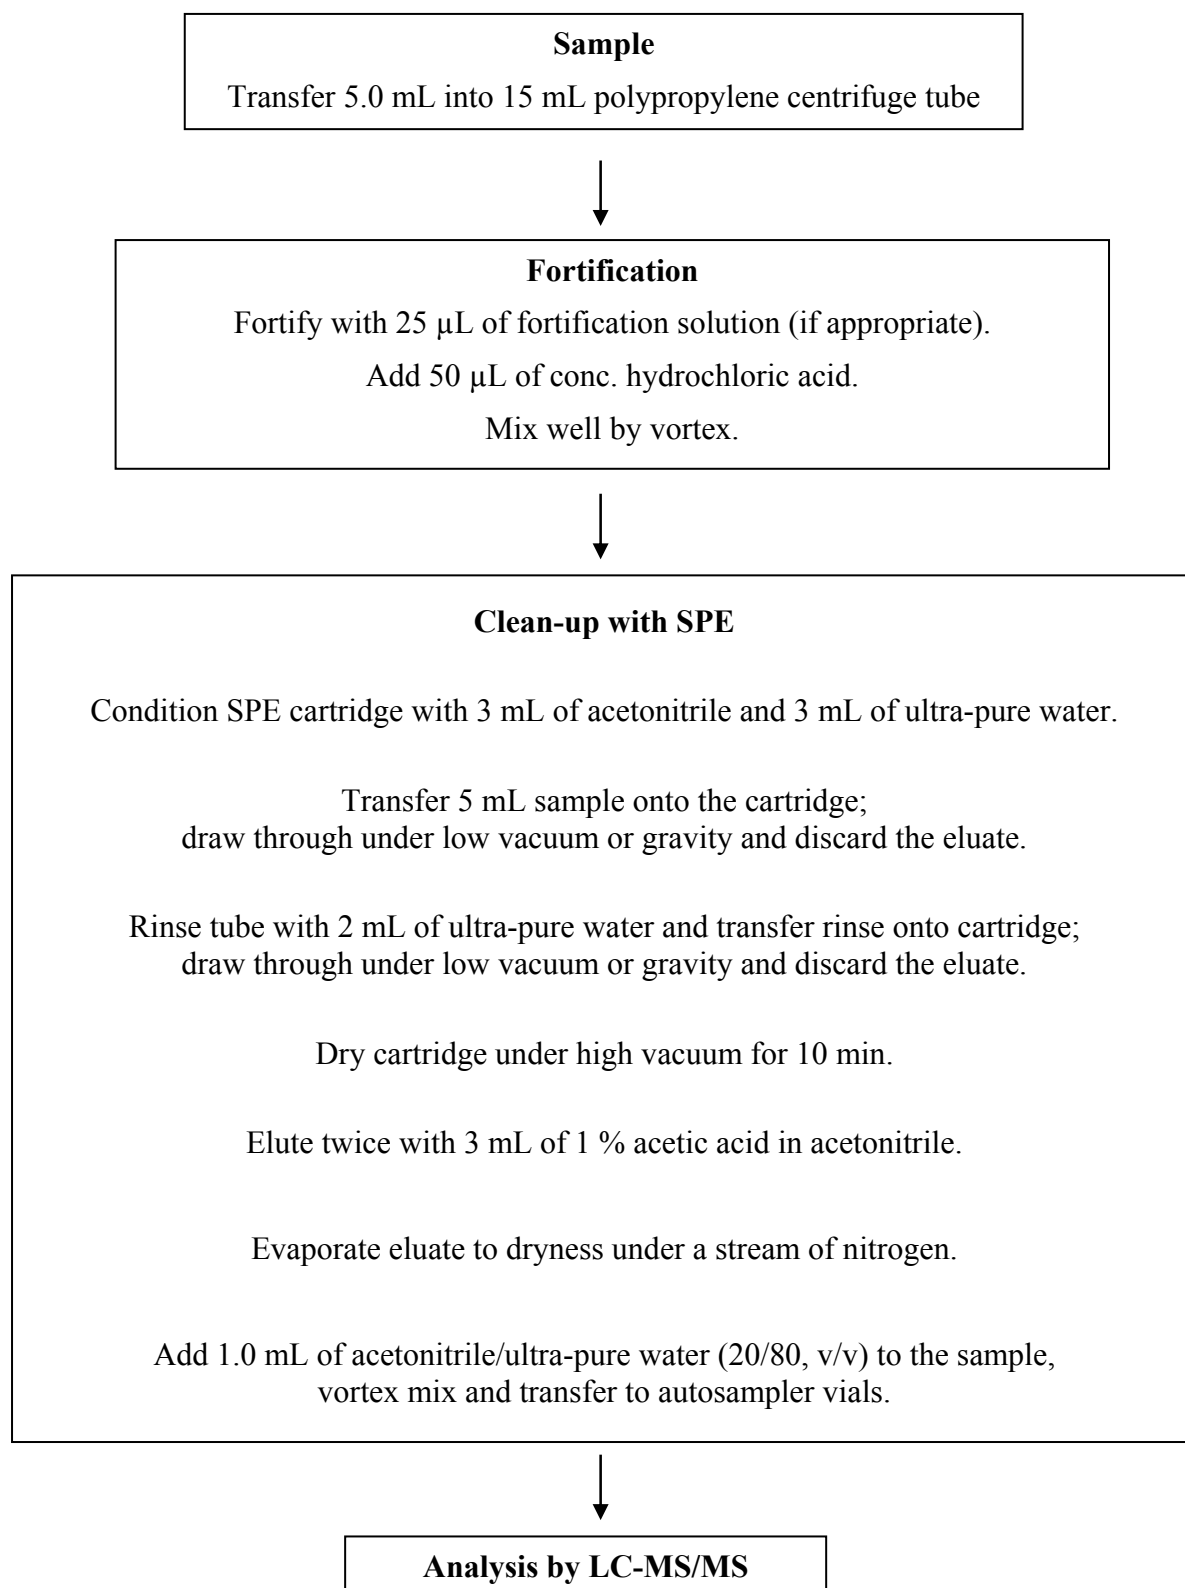 Sample
Transfer 5.0 mL into 15 mL polypropylene centrifuge tube
Fortification
Fortify with 25 µL of fortification solution (if appropriate).
Add 50 µL of conc. hydrochloric acid.
Mix well by vortex.
Clean-up with SPE
Condition SPE cartridge with 3 mL of acetonitrile and 3 mL of ultra-pure water.
Transfer 5 mL sample onto the cartridge;
draw through under low vacuum or gravity and discard the eluate.
Rinse tube with 2 mL of ultra-pure water and transfer rinse onto cartridge;
draw through under low vacuum or gravity and discard the eluate.
Dry cartridge under high vacuum for 10 min.
Elute twice with 3 mL of 1 % acetic acid in acetonitrile.
Evaporate eluate to dryness under a stream of nitrogen.
Add 1.0 mL of acetonitrile/ultra-pure water (20/80, v/v) to the sample,
vortex mix and transfer to autosampler vials.
Analysis by LC-MS/MS